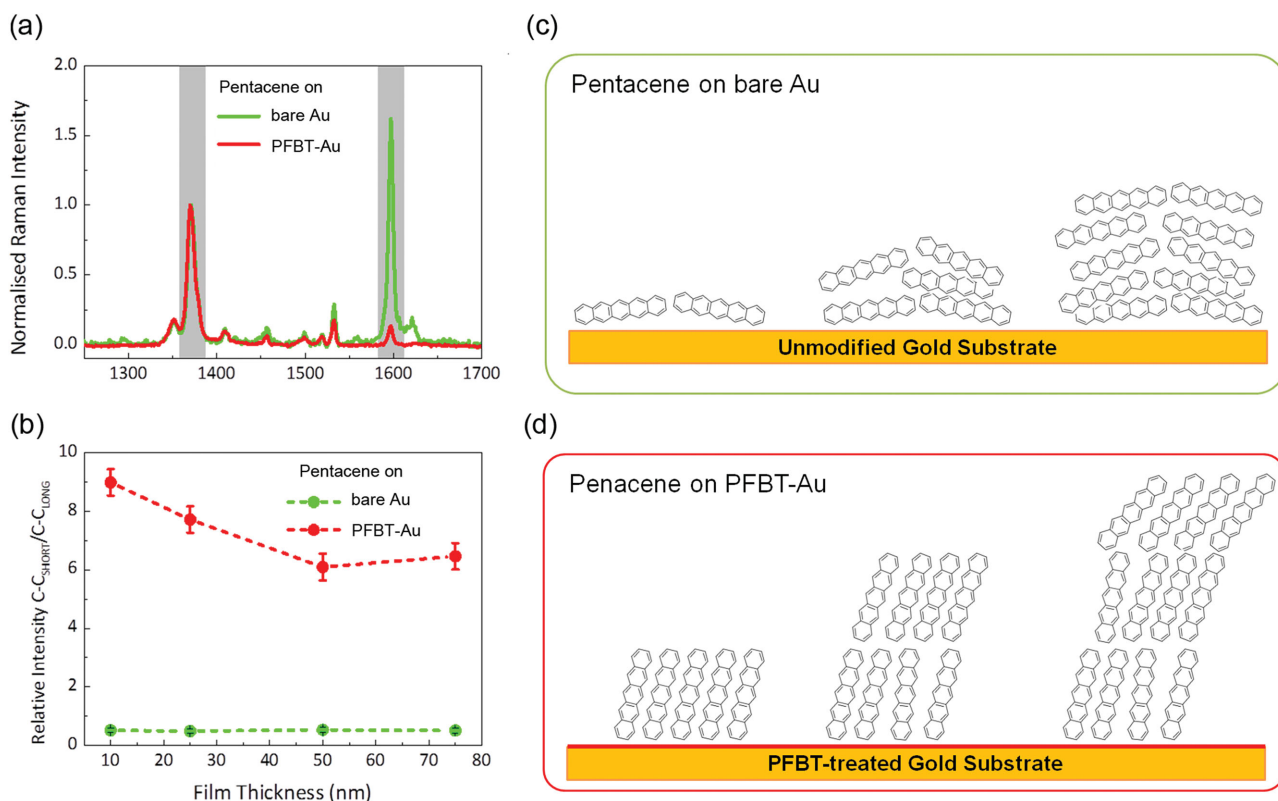 (a)
Normalised Raman Intensity
2.0
1.5
1.0
0.5
0.0
Pentacene on
bare Au
PFBT-Au
1300 1400 1500 1600 1700
(b)
Relative Intensity C-C_SHORT/C-C_LONG
10
8
6
4
2
0
Pentacene on
bare Au
PFBT-Au
0 10 20 30 40 50 60 70 80
Film Thickness (nm)
(c)
Pentacene on bare Au
Unmodified Gold Substrate
(d)
Penacene on PFBT-Au
PFBT-treated Gold Substrate